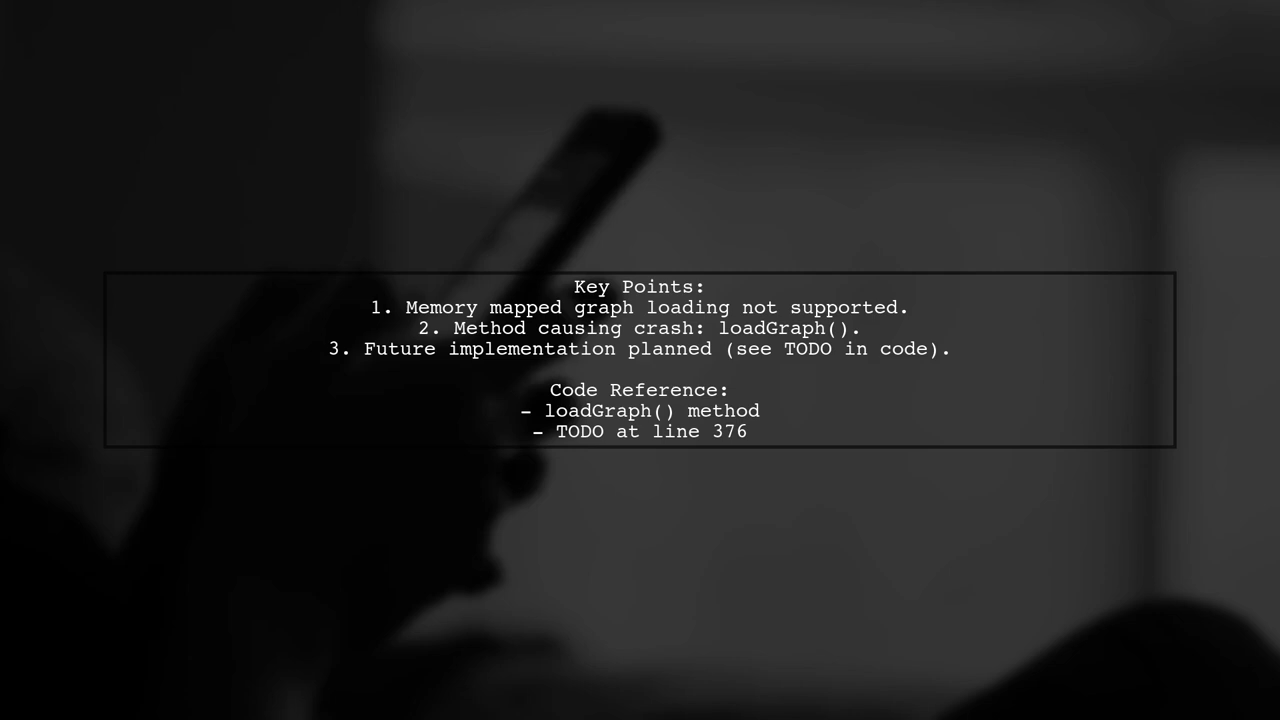 Key Points:
1. Memory mapped graph loading not supported.
2. Method causing crash: loadGraph().
3. Future implementation planned (see TODO in code).
Code Reference:
– loadGraph() method
– TODO at line 376